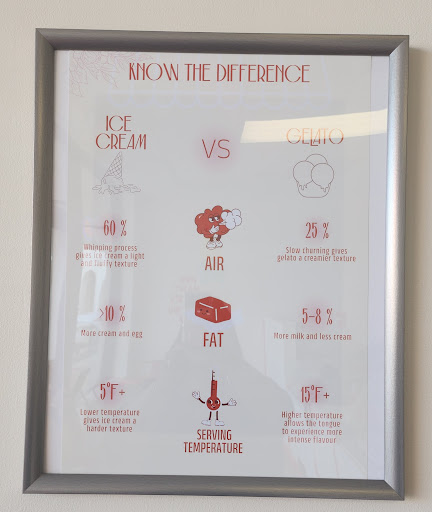 KNOW THE DIFFERENCE
ICE
CREAM
VS
GELATO
60 %
Whipping process
gives ice cream a light
and fluffy texture
AIR
25 %
Slow churning gives
gelato a creamier texture
>10 %
More cream and egg
FAT
5-8 %
More milk and less cream
5°F+
Lower temperature
gives ice cream a
harder texture
SERVING
TEMPERATURE
15°F+
Higher temperature
allows the tongue
to experience more
intense flavour